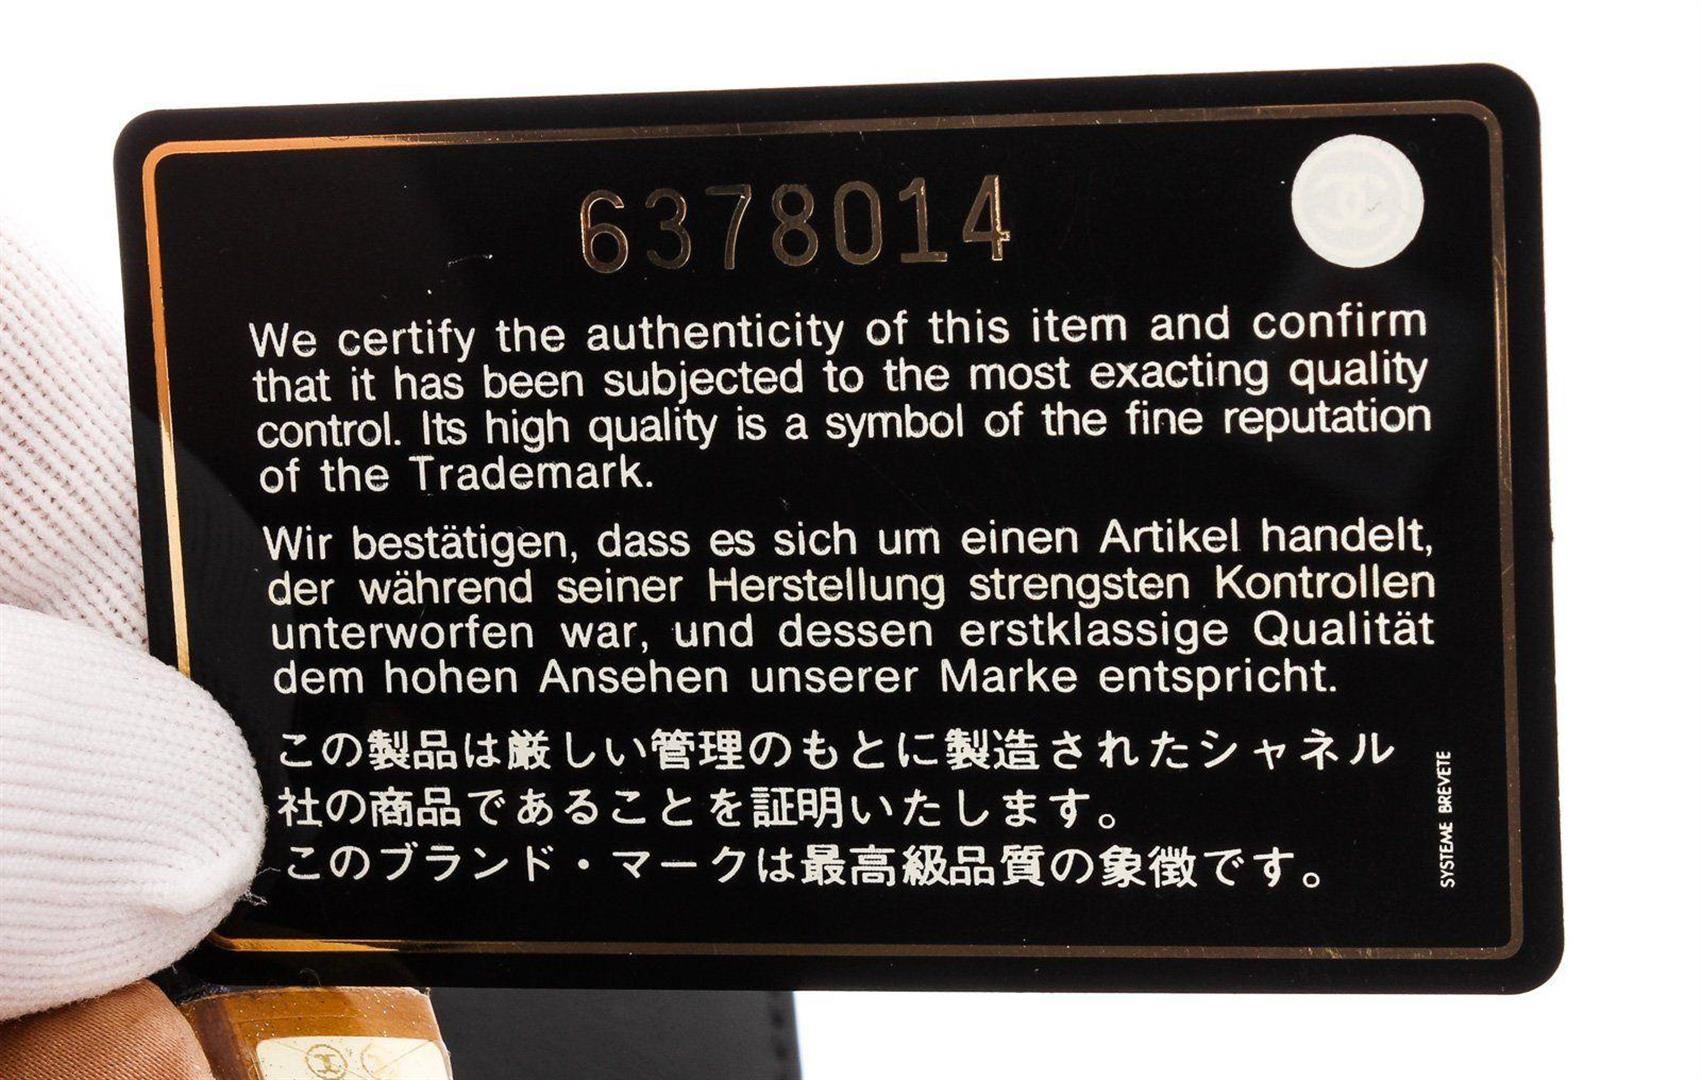 6378014
We certify the authenticity of this item and confirm
that it has been subjected to the most exacting quality
control. Its high quality is a symbol of the fine reputation
of the Trademark.
Wir bestätigen, dass es sich um einen Artikel handelt,
der während seiner Herstellung strengsten Kontrollen
unterworfen war, und dessen erstklassige Qualität
dem hohen Ansehen unserer Marke entspricht.
この製品は厳しい管理のもとに製造されたシャネル
社の商品であることを証明いたします。
このブランド・マークは最高級品質の象徴です。
SYSTEME BREVETE